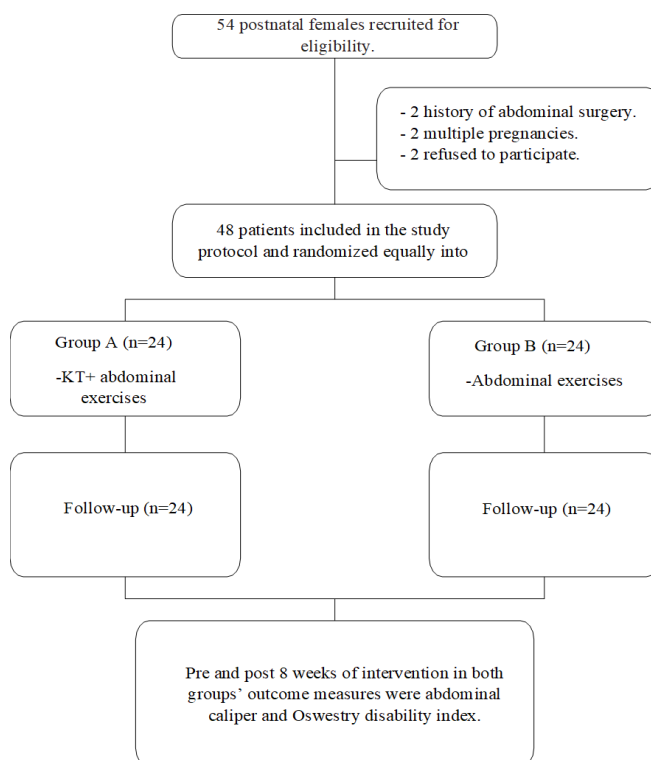 54 postnatal females recruited for
eligibility.
- 2 history of abdominal surgery.
- 2 multiple pregnancies.
- 2 refused to participate.
48 patients included in the study
protocol and randomized equally into
Group A (n=24)
-KT+ abdominal
exercises
Group B (n=24)
-Abdominal exercises
Follow-up (n=24)
Follow-up (n=24)
Pre and post 8 weeks of intervention in both
groups’ outcome measures were abdominal
caliper and Oswestry disability index.